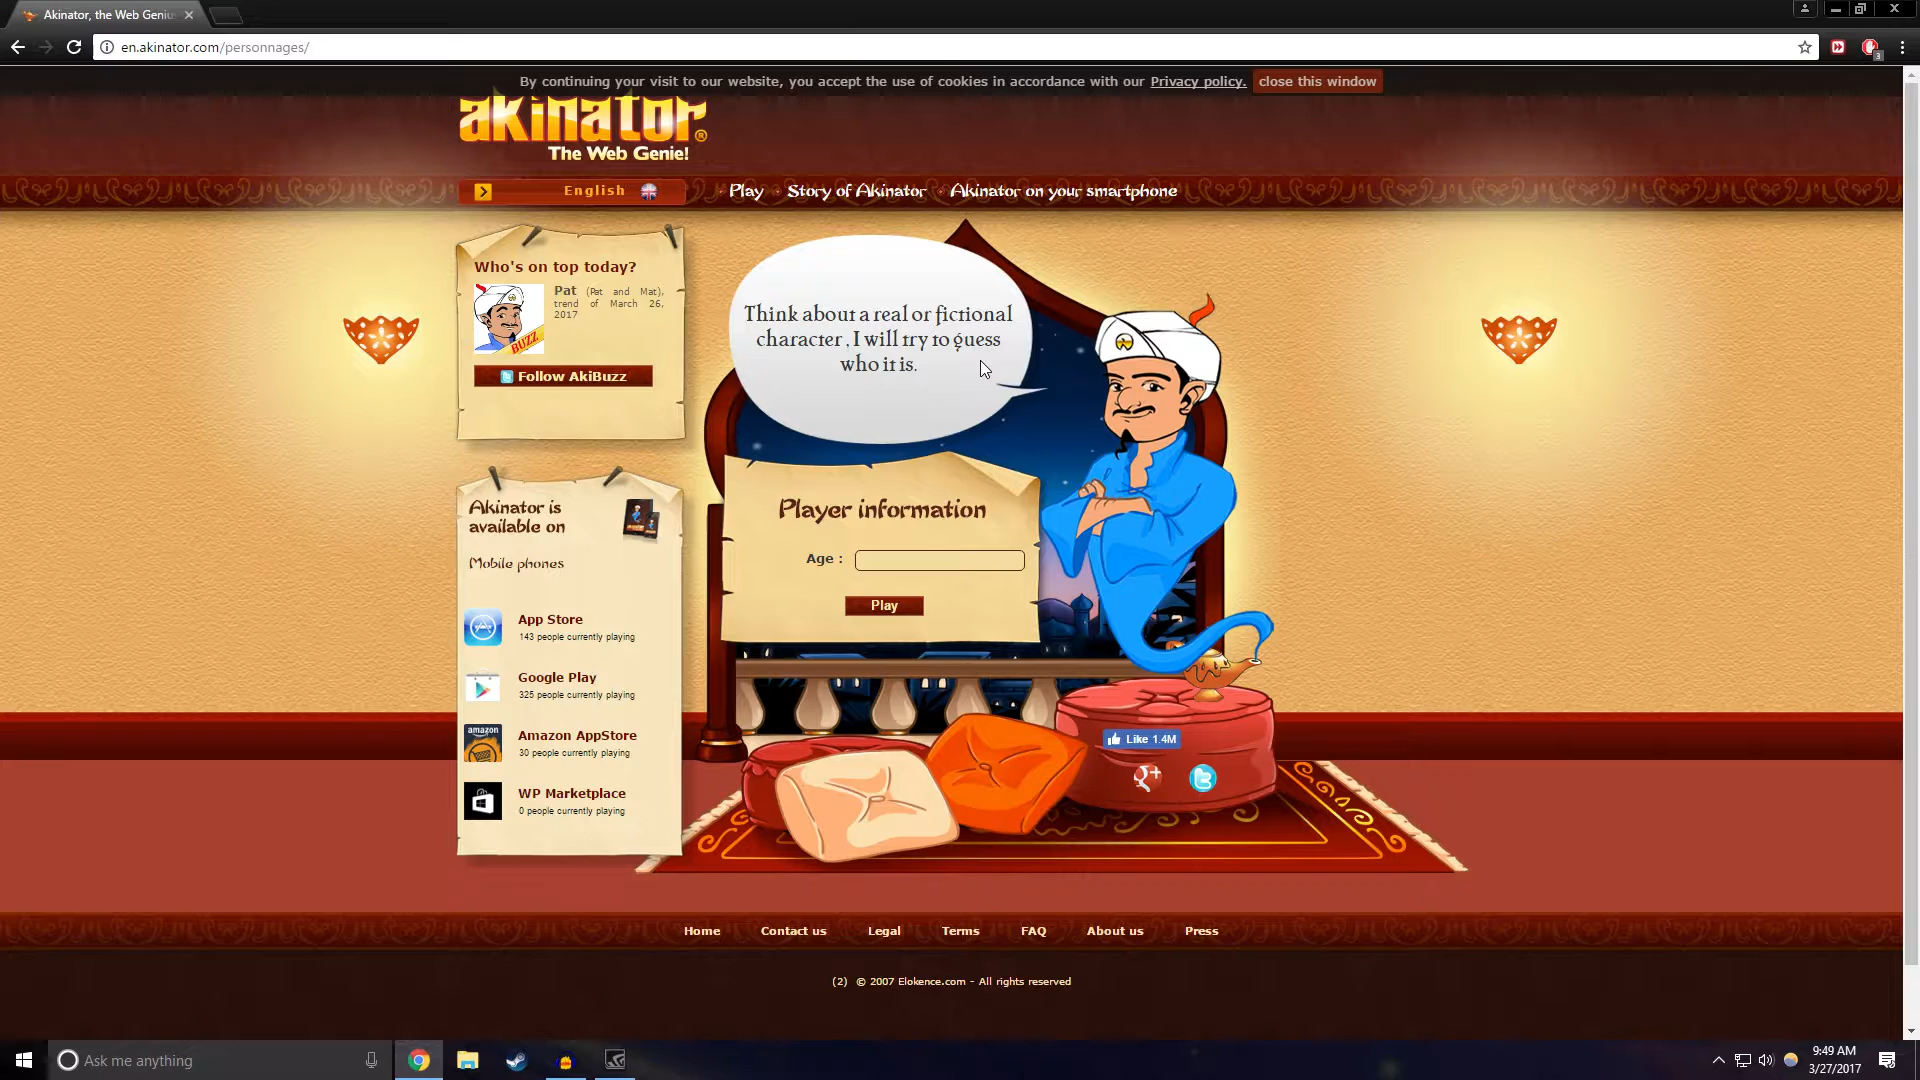 Akinator, the Web Genie
en.akinator.com/personnages/
3
By continuing your visit to our website, you accept the use of cookies in accordance with our Privacy policy. close this window
akinator®
The Web Genie!
English
Play
Story of Akinator
Akinator on your smartphone
Who's on top today?
Pat (Pat and Mat),
trend of March 26,
2017
BUZZ
Follow AkiBuzz
Think about a real or fictional
character , I will try to guess
who it is.
Player information
Age :
Play
Akinator is
available on
Mobile phones
App Store
143 people currently playing
Google Play
325 people currently playing
amazon
Amazon AppStore
30 people currently playing
WP Marketplace
0 people currently playing
Like 1.4M
Home
Contact us
Legal
Terms
FAQ
About us
Press
(2) © 2007 Elokence.com - All rights reserved
Ask me anything
9:49 AM
3/27/2017